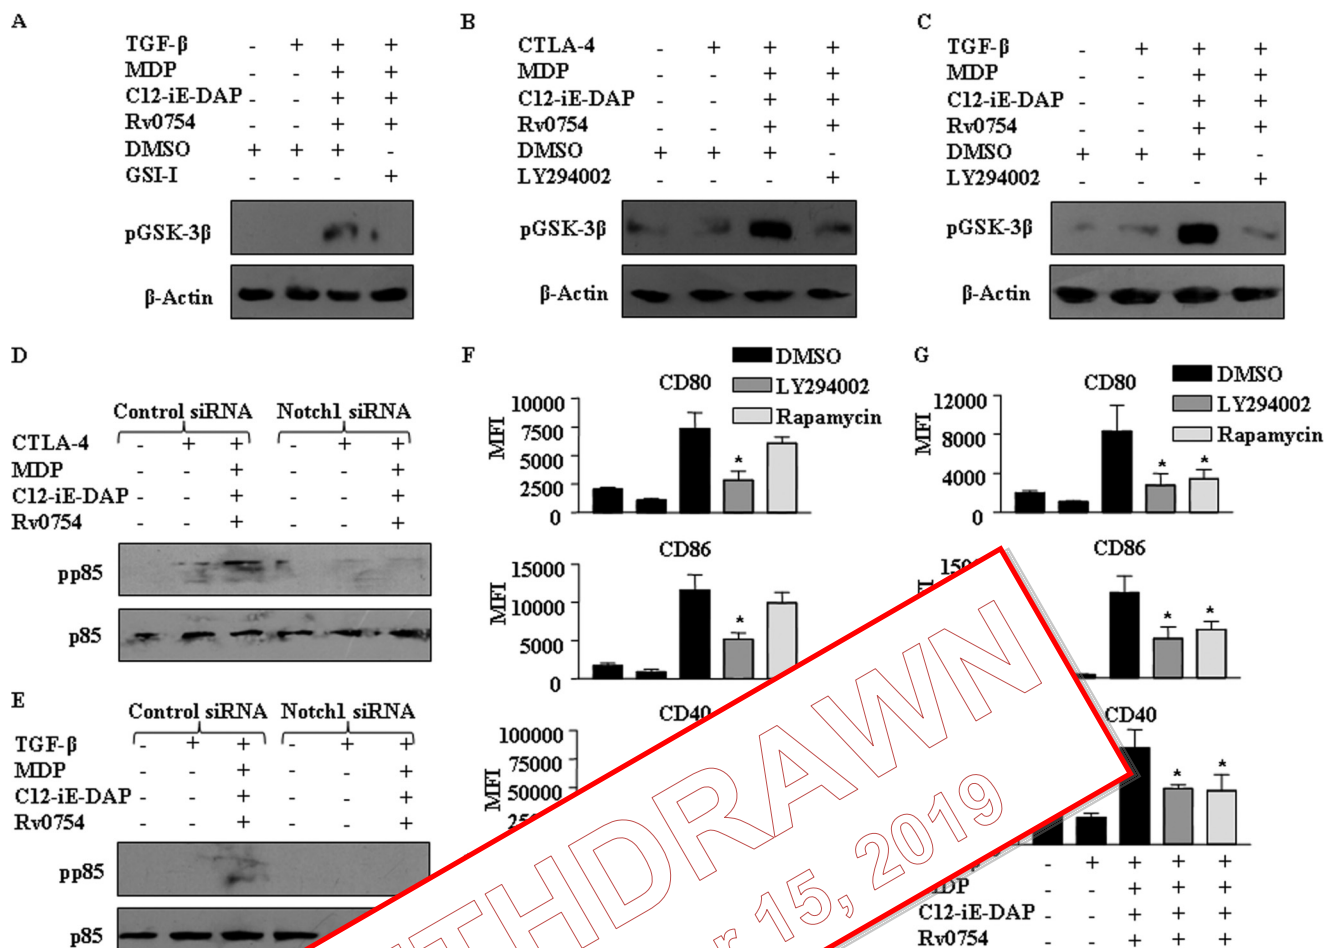 A
TGF-β - + + +
MDP - - + +
C12-iE-DAP - - + +
Rv0754 - - + +
DMSO + + + -
GSI-I - - - +
pGSK-3β
β-Actin
B
CTLA-4 - + + +
MDP - - + +
C12-iE-DAP - - + +
Rv0754 - - + +
DMSO + + + -
LY294002 - - - +
pGSK-3β
β-Actin
C
TGF-β - + + +
MDP - - + +
C12-iE-DAP - - + +
Rv0754 - - + +
DMSO + + + -
LY294002 - - - +
pGSK-3β
β-Actin
D
Control siRNA Notch1 siRNA
CTLA-4 - + + - + +
MDP - - + - - +
C12-iE-DAP - - + - - +
Rv0754 - - + - - +
pp85
p85
E
Control siRNA Notch1 siRNA
TGF-β - + + - + +
MDP - - + - - +
C12-iE-DAP - - + - - +
Rv0754 - - + - - +
pp85
p85
F
DMSO
LY294002
Rapamycin
CD80
MFI
10000
7500
5000
2500
0
*
CD86
MFI
15000
10000
5000
0
*
CD40
MFI
100000
75000
50000
G
DMSO
LY294002
Rapamycin
CD80
MFI
12000
8000
4000
0
* *
CD86
* *
CD40
* *
- + + + +
MDP - - + + +
C12-iE-DAP - - + + +
Rv0754 - - + + +
15, 2019